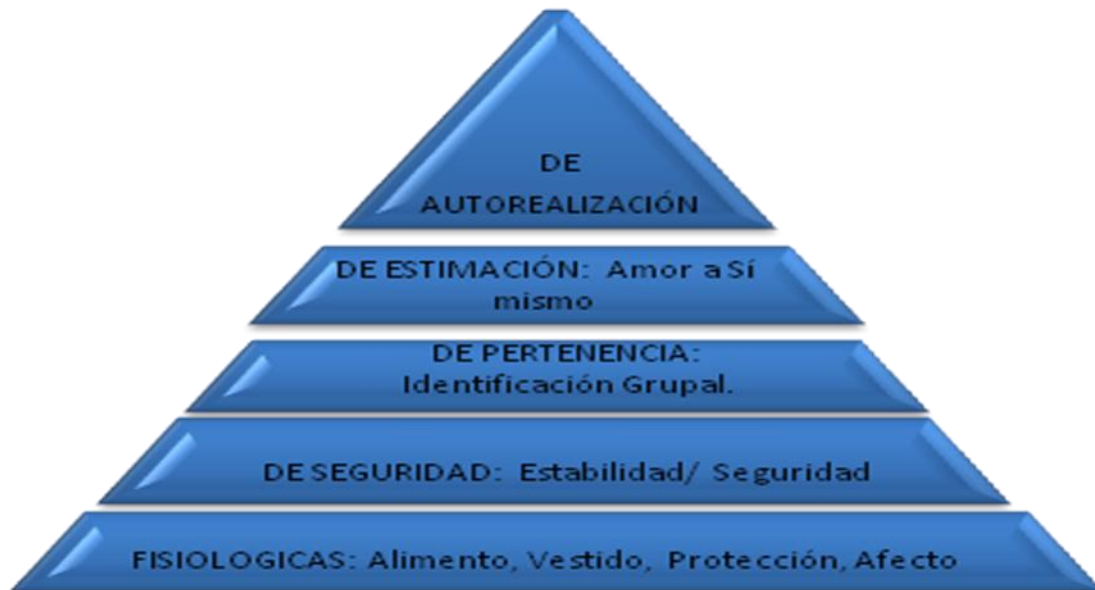 DE
AUTOREALIZACIÓN
DE ESTIMACIÓN: Amor a Sí
mismo
DE PERTENENCIA:
Identificación Grupal.
DE SEGURIDAD: Estabilidad/ Seguridad
FISIOLOGICAS: Alimento, Vestido, Protección, Afecto